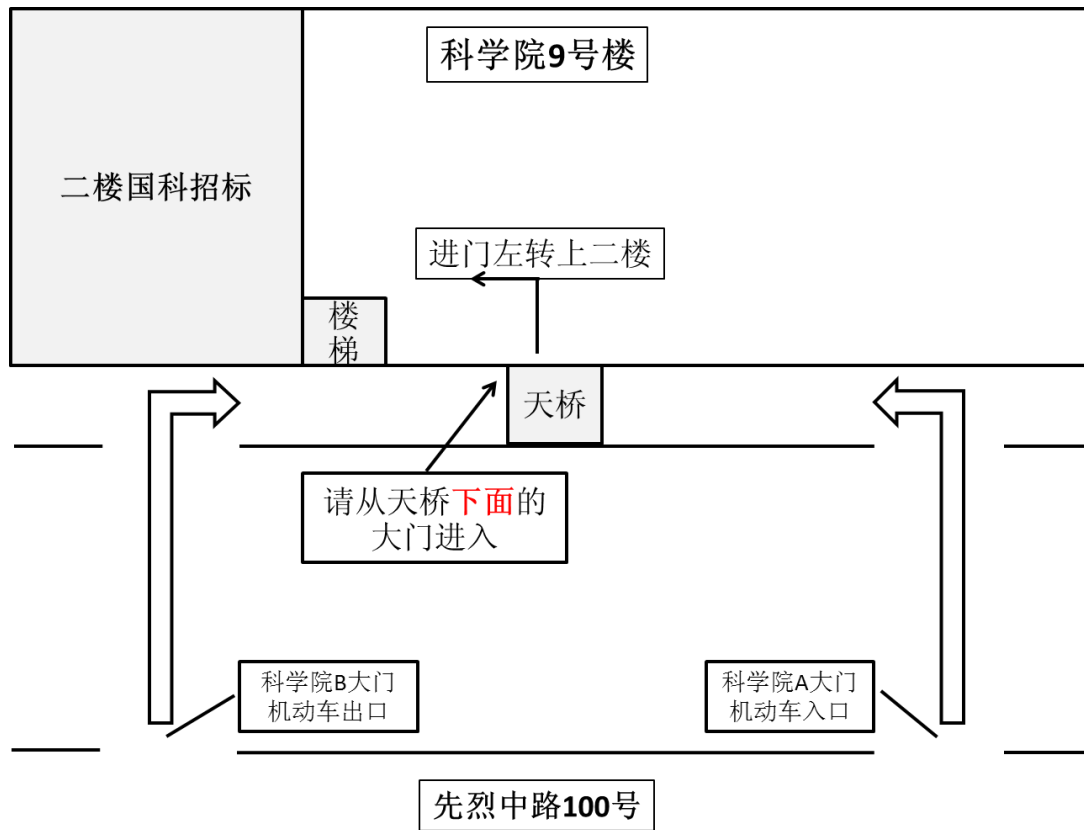 科学院9号楼
二楼国科招标
进门左转上二楼
楼
梯
天桥
请从天桥下面的
大门进入
科学院B大门
机动车出口
科学院A大门
机动车入口
先烈中路100号